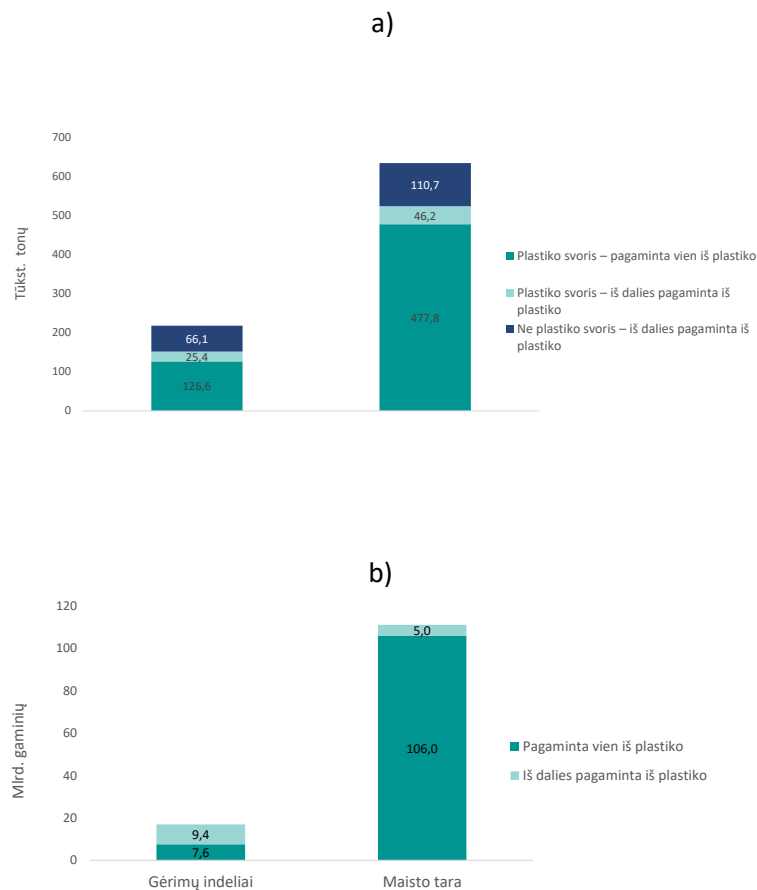 a)
Tūkst. tonų
700
600
500
400
300
200
100
0
66,1
25,4
126,6
110,7
46,2
477,8
Plastiko svoris – pagaminta vien iš plastiko
Plastiko svoris – iš dalies pagaminta iš
plastiko
Ne plastiko svoris – iš dalies pagaminta iš
plastiko
b)
Mlrd. gaminių
120
100
80
60
40
20
0
9,4
7,6
5,0
106,0
Gėrimų indeliai
Maisto tara
Pagaminta vien iš plastiko
Iš dalies pagaminta iš plastiko